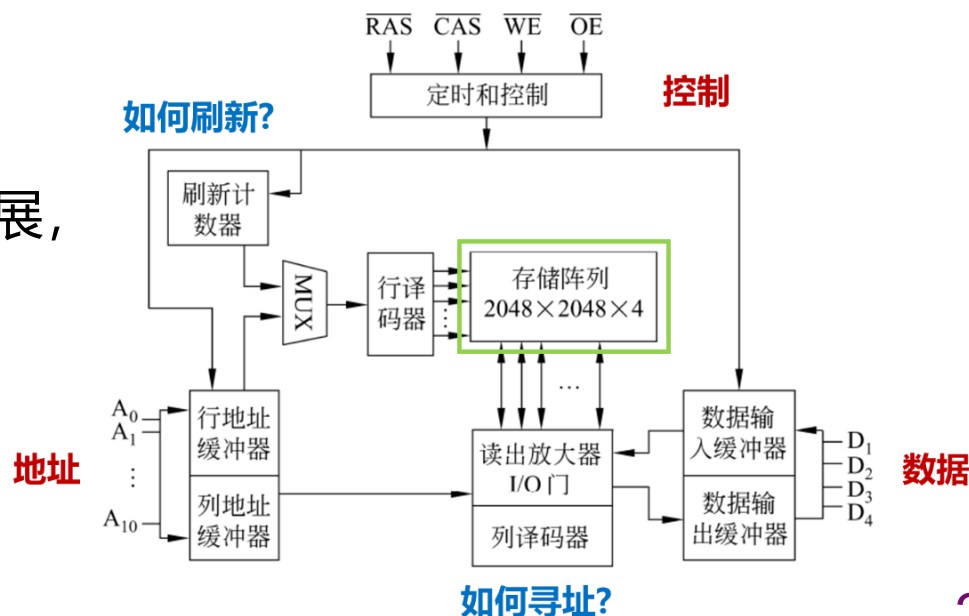 RAS CAS WE OE
定时和控制
控制
如何刷新?
展,
刷新计
数器
MUX
行译
码器
存储阵列
2048×2048×4
…
⋮
A0
A1
⋮
A10
地址
行地址
缓冲器
列地址
缓冲器
…
读出放大器
I/O 门
列译码器
数据输
入缓冲器
数据输
出缓冲器
D1
D2
D3
D4
数据
如何寻址?